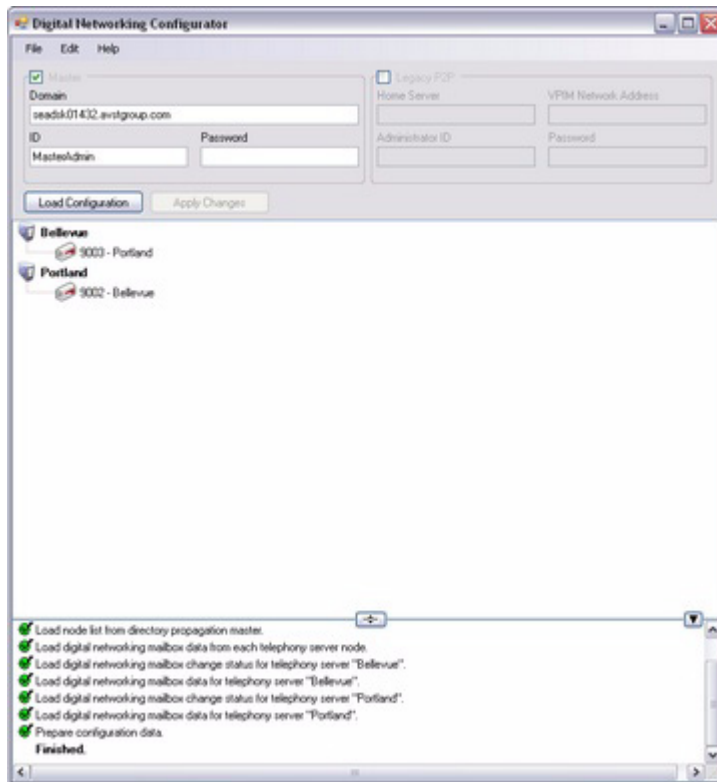 Digital Networking Configurator
File Edit Help
Master
Legacy P2P
Domain
Home Server
VPIM Network Address
seadsk01432.avstgroup.com
ID
Password
Administrator ID
Password
MasterAdmin
Load Configuration
Apply Changes
Bellevue
9003 - Portland
Portland
9002 - Bellevue
Load node list from directory propagation master.
Load digital networking mailbox data from each telephony server node.
Load digital networking mailbox change status for telephony server "Bellevue".
Load digital networking mailbox data for telephony server "Bellevue".
Load digital networking mailbox change status for telephony server "Portland".
Load digital networking mailbox data for telephony server "Portland".
Prepare configuration data.
Finished.